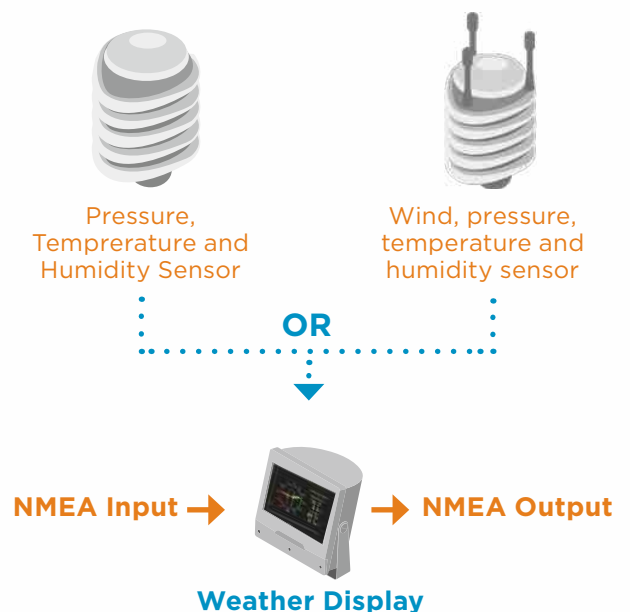 Pressure,
Temprerature and
Humidity Sensor
Wind, pressure,
temperature and
humidity sensor
OR
NMEA Input
NMEA Output
Weather Display